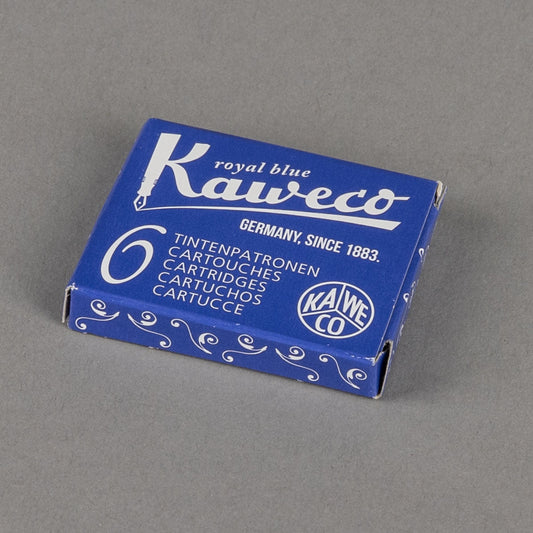 royal blue
Kaweco
GERMANY, SINCE 1883.
6
TINTENPATRONEN
CARTOUCHES
CARTRIDGES
CARTUCHOS
CARTUCCE
KA WE
CO